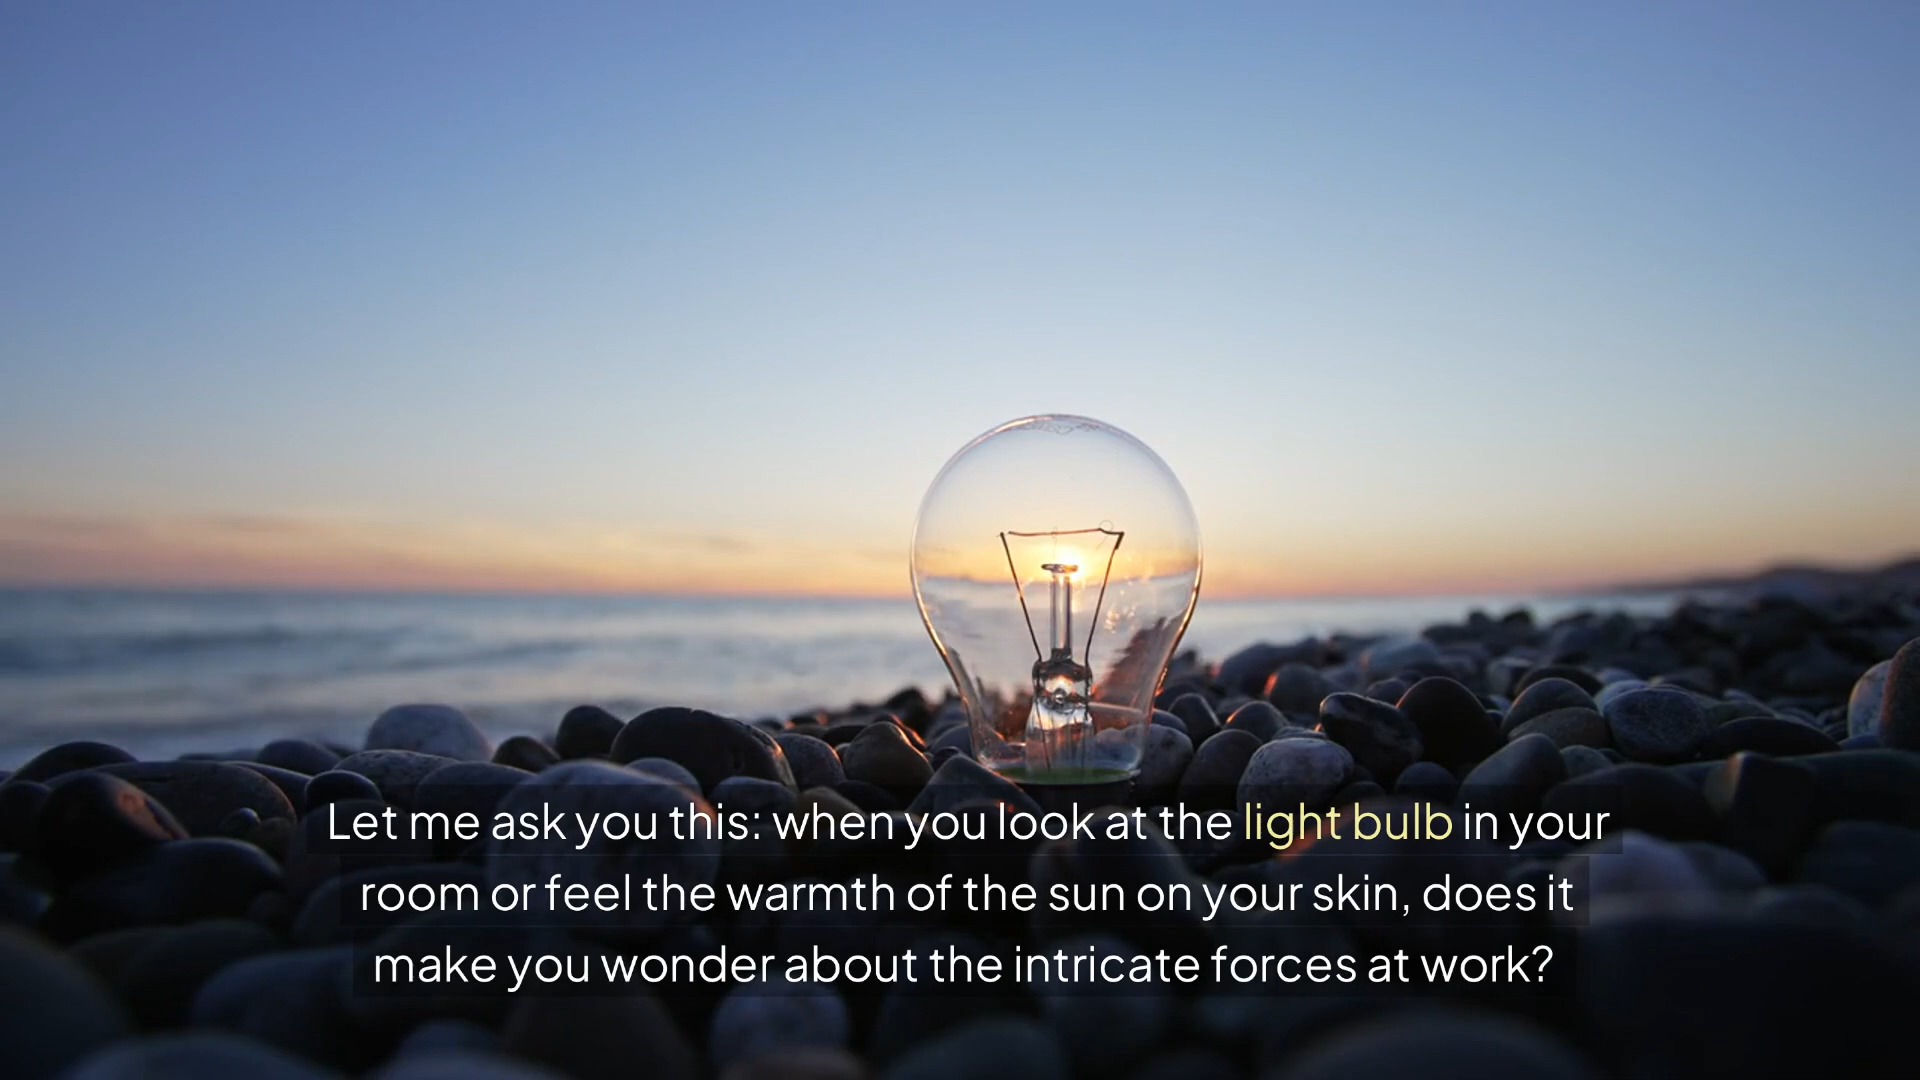 Let me ask you this: when you look at the light bulb in your
room or feel the warmth of the sun on your skin, does it
make you wonder about the intricate forces at work?